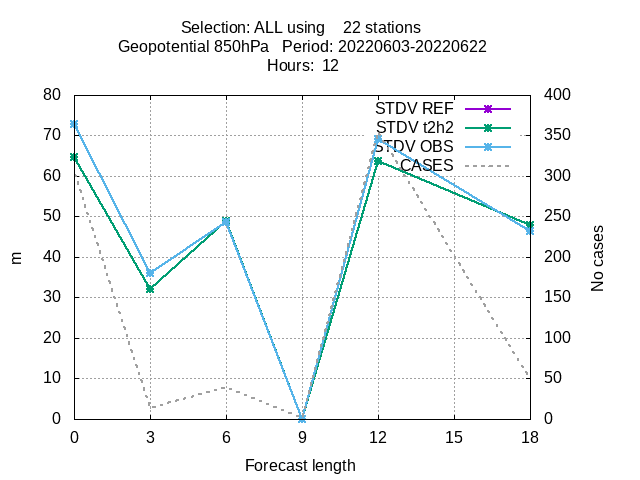 Selection: ALL using 22 stations
Geopotential 850hPa Period: 20220603-20220622
Hours: 12
80 400
STDV REF
70 STDV t2h2 350
STDV OBS
CASES
60 300
50 250
40 200
30 150
20 100
10 50
0 0
m
No cases
0 3 6 9 12 15 18
Forecast length